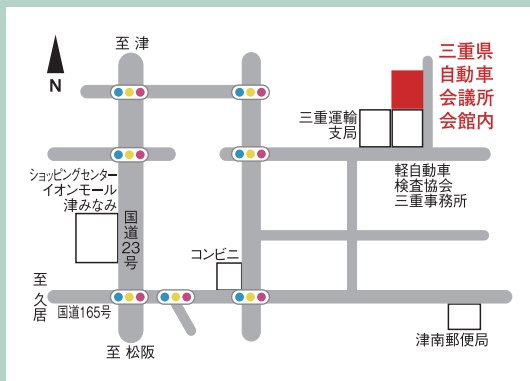 至 津
N
三重県
自動車
会議所
会館内
三重運輸
支局
軽自動車
検査協会
三重事務所
ショッピングセンター
イオンモール
津みなみ
国道23号
コンビニ
至久居
国道165号
津南郵便局
至 松阪